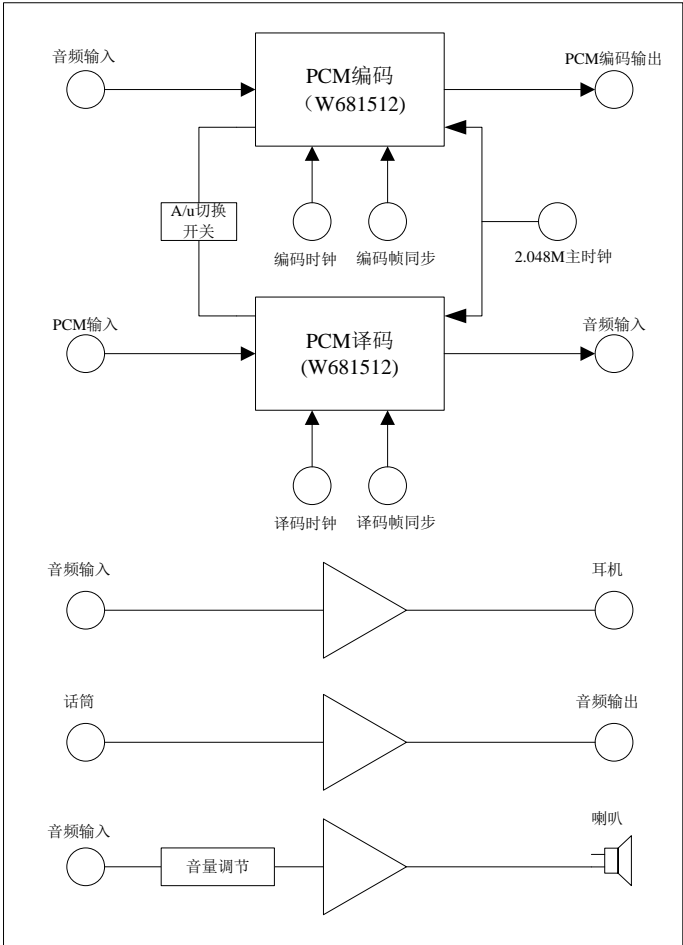 音频输入
PCM编码
（W681512)
PCM编码输出
A/u切换
开关
编码时钟
编码帧同步
2.048M主时钟
PCM输入
PCM译码
(W681512)
音频输入
译码时钟
译码帧同步
音频输入
耳机
话筒
音频输出
音频输入
音量调节
喇叭